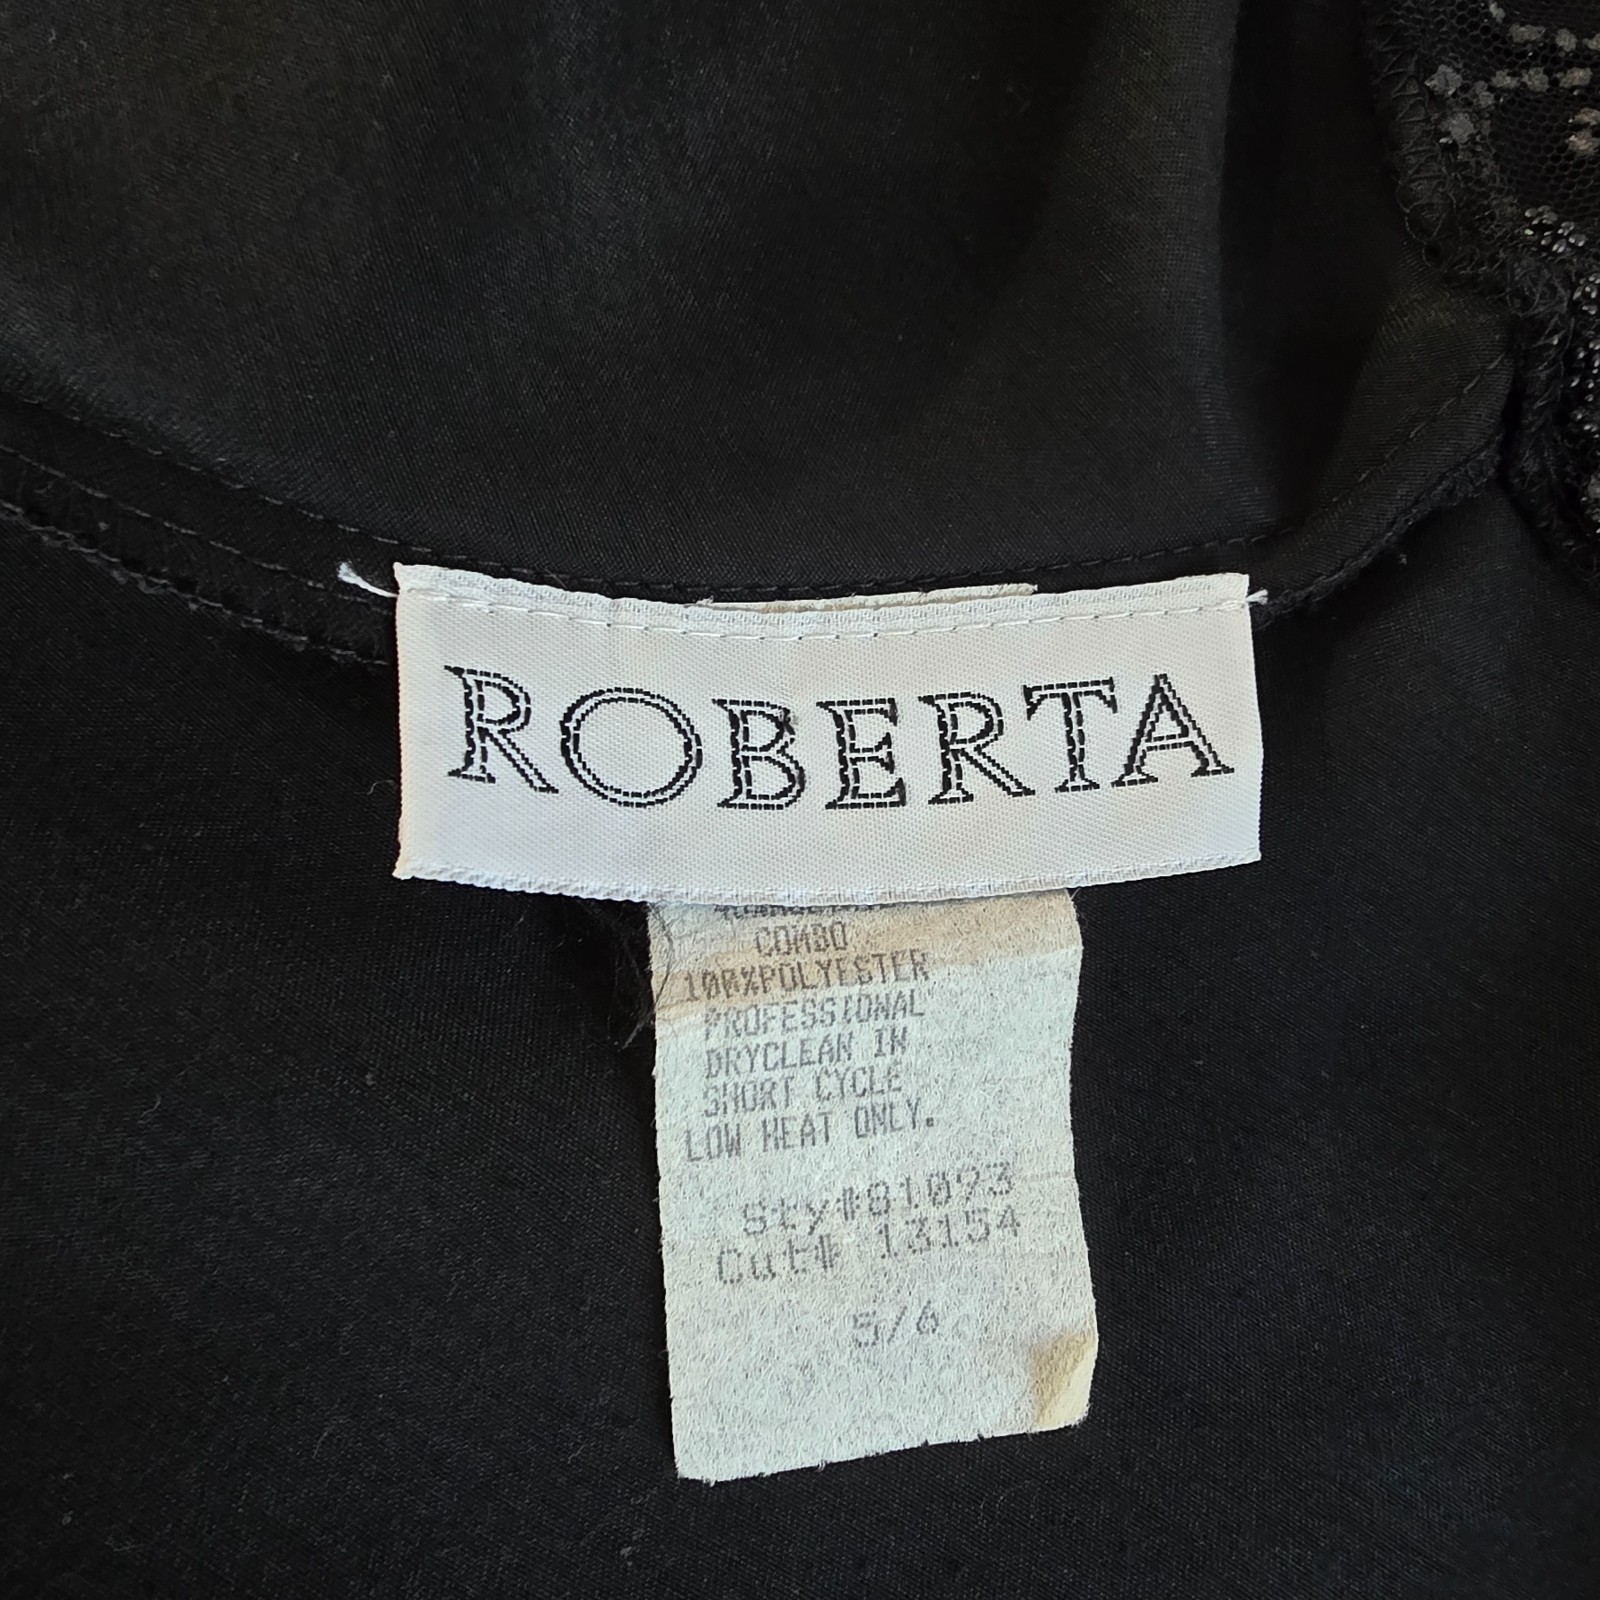 ROBERTA
COMBO
100%POLYESTER
PROFESSIONAL
DRYCLEAN IN
SHORT CYCLE
LOW HEAT ONLY.
Sty#81093
Cut# 13154
5/6